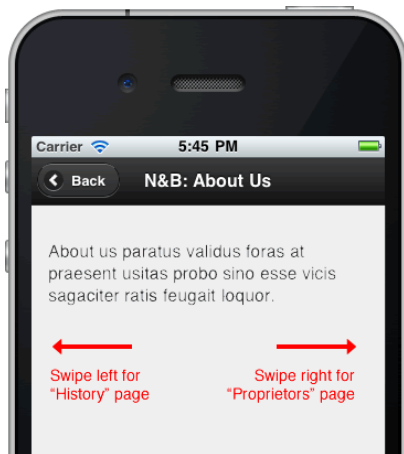 Carrier 5:45 PM
Back N&B: About Us
About us paratus validus foras at
praesent usitas probo sino esse vicis
sagaciter ratis feugait loquor.
Swipe left for
“History” page
Swipe right for
“Proprietors” page